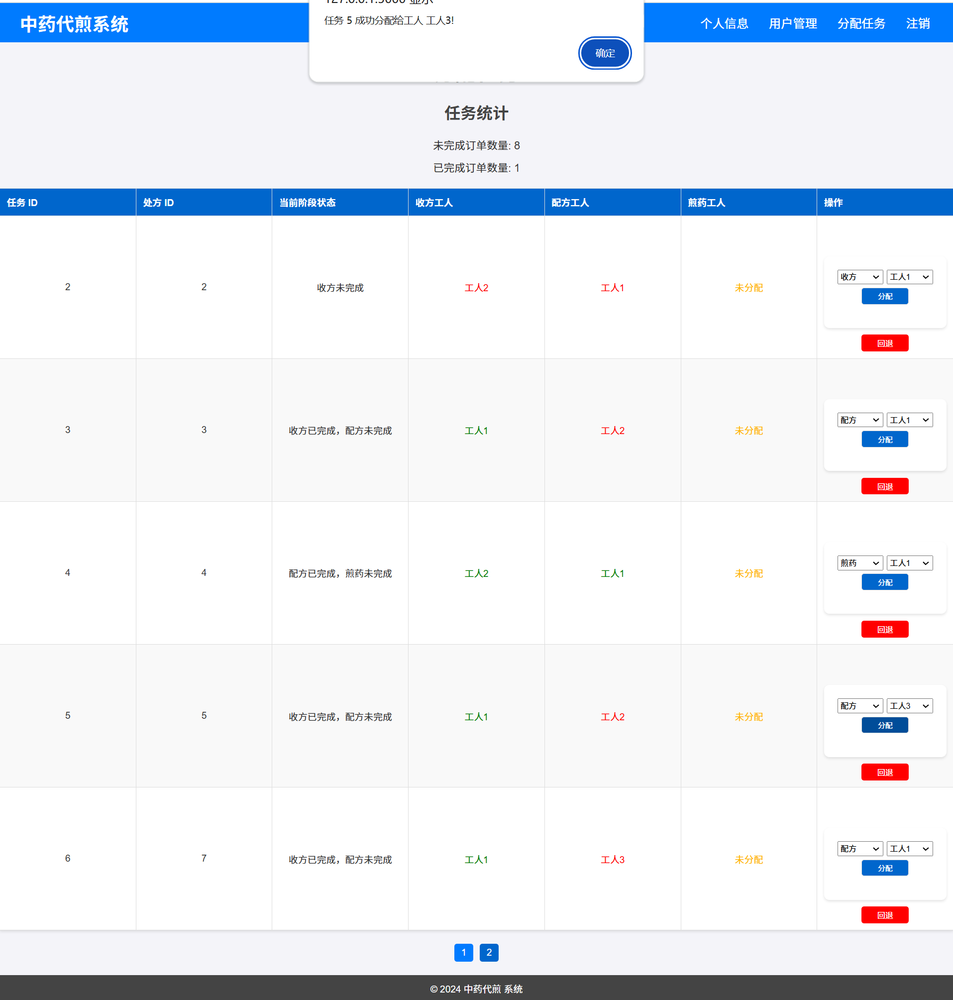 127.0.0.1:5000 显示
任务 5 成功分配给工人 工人3!
确定
中药代煎系统
个人信息 用户管理 分配任务 注销
任务统计
未完成订单数量: 8
已完成订单数量: 1
任务 ID 处方 ID 当前阶段状态 收方工人 配方工人 煎药工人 操作
2 2 收方未完成 工人2 工人1 未分配 收方 工人1
分配
回退
3 3 收方已完成，配方未完成 工人1 工人2 未分配 配方 工人1
分配
回退
4 4 配方已完成，煎药未完成 工人2 工人1 未分配 煎药 工人1
分配
回退
5 5 收方已完成，配方未完成 工人1 工人2 未分配 配方 工人3
分配
回退
6 7 收方已完成，配方未完成 工人1 工人3 未分配 配方 工人1
分配
回退
1 2
© 2024 中药代煎 系统